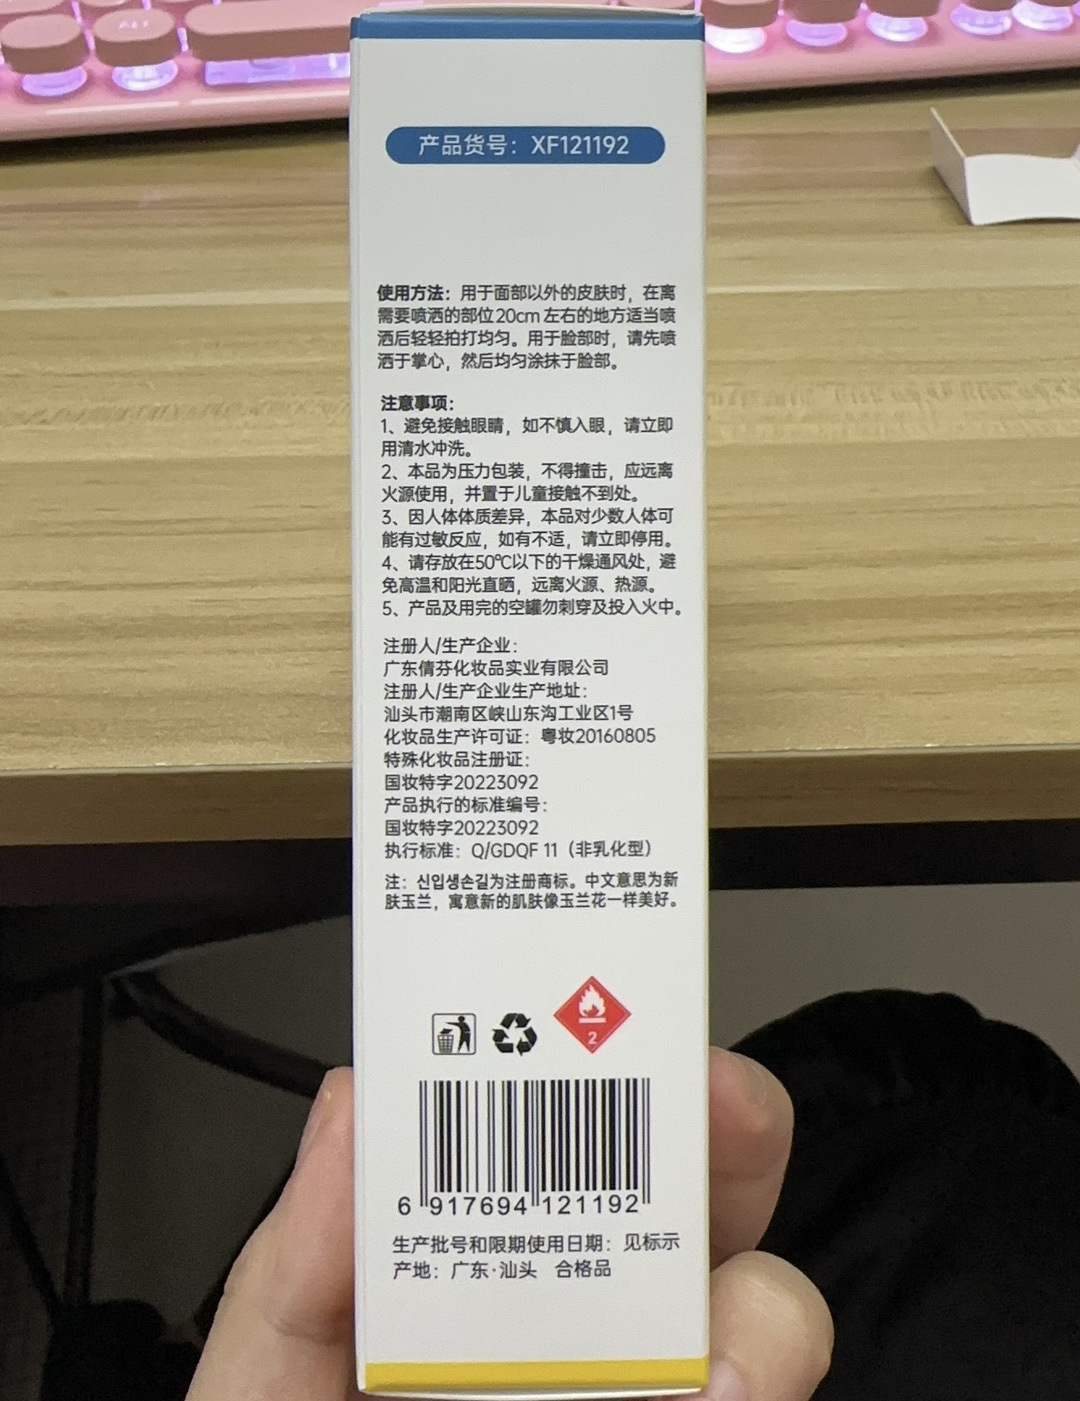 产品货号：XF121192
使用方法：用于面部以外的皮肤时，在离
需要喷洒的部位20cm左右的地方适当喷
洒后轻轻拍打均匀。用于脸部时，请先喷
洒于掌心，然后均匀涂抹于脸部。
注意事项：
1、避免接触眼睛，如不慎入眼，请立即
用清水冲洗。
2、本品为压力包装，不得撞击，应远离
火源使用，并置于儿童接触不到处。
3、因人体体质差异，本品对少数人体可
能有过敏反应，如有不适，请立即停用。
4、请存放在50℃以下的干燥通风处，避
免高温和阳光直晒，远离火源、热源。
5、产品及用完的空罐勿刺穿及投入火中。
注册人/生产企业：
广东倩芬化妆品实业有限公司
注册人/生产企业生产地址：
汕头市潮南区峡山东沟工业区1号
化妆品生产许可证：粤妆20160805
特殊化妆品注册证：
国妆特字20223092
产品执行的标准编号：
国妆特字20223092
执行标准：Q/GDQF 11（非乳化型）
注：신입생손길为注册商标。中文意思为新
肤玉兰，寓意新的肌肤像玉兰花一样美好。
2
6 917694 121192
生产批号和限期使用日期：见标示
产地：广东·汕头 合格品